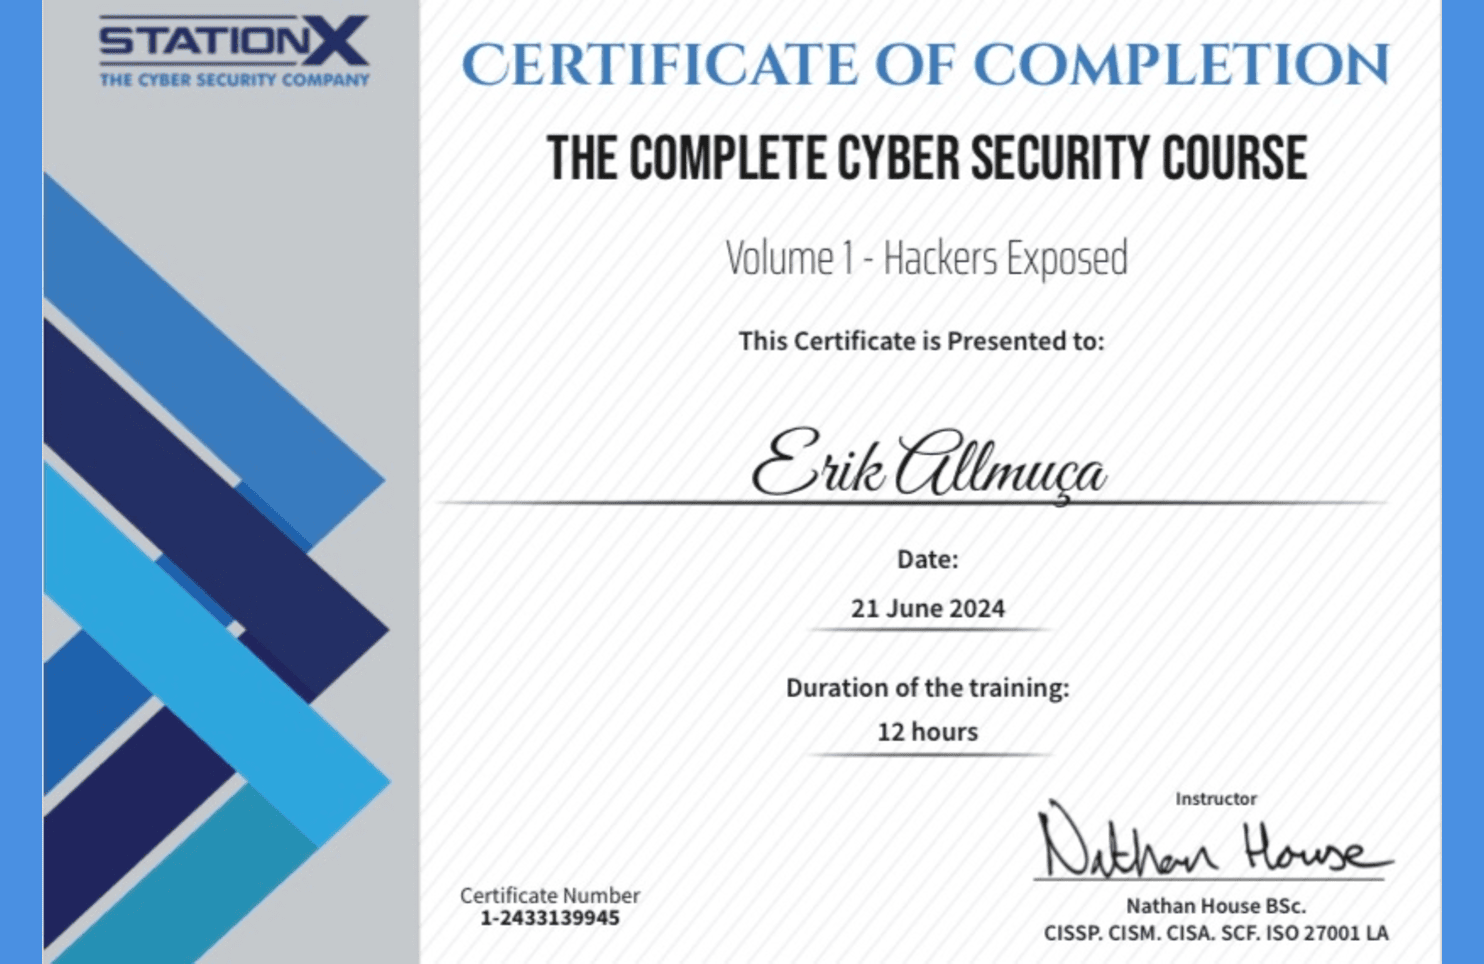 STATIONX
THE CYBER SECURITY COMPANY
CERTIFICATE OF COMPLETION
THE COMPLETE CYBER SECURITY COURSE
Volume 1 - Hackers Exposed
This Certificate is Presented to:
Erik Allmuça
Date:
21 June 2024
Duration of the training:
12 hours
Instructor
Nathan House
Certificate Number
1-2433139945
Nathan House BSc.
CISSP. CISM. CISA. SCF. ISO 27001 LA